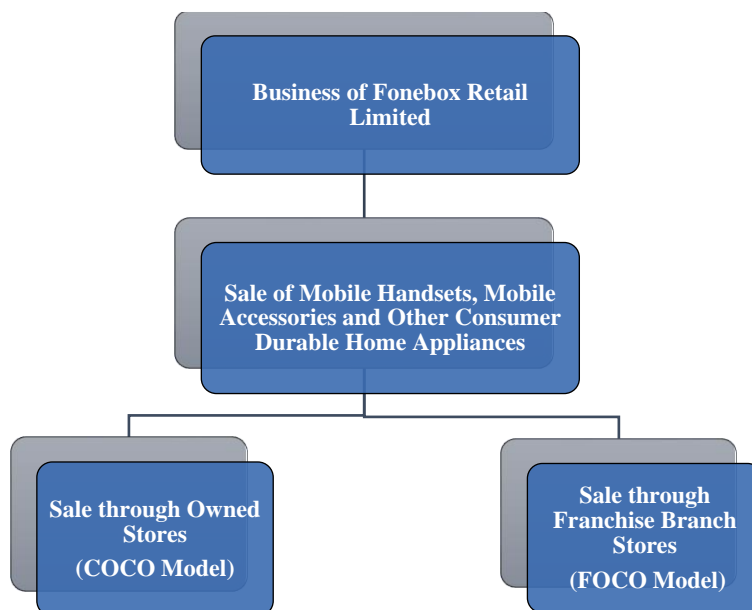 Business of Fonebox Retail
Limited
Sale of Mobile Handsets, Mobile
Accessories and Other Consumer
Durable Home Appliances
Sale through Owned
Stores
(COCO Model)
Sale through
Franchise Branch
Stores
(FOCO Model)